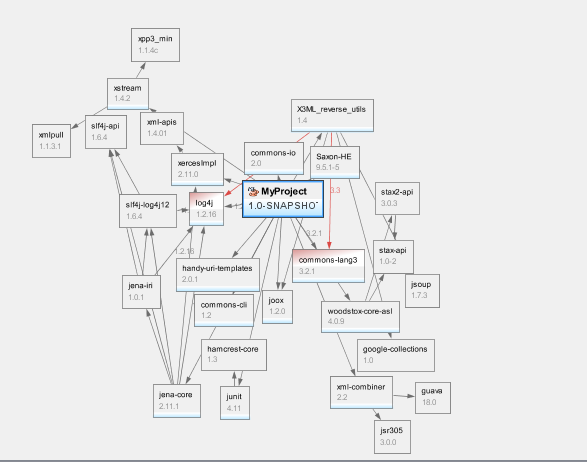 xpp3_min
1.1.4c
xstream
1.4.2
X3ML_reverse_utils
1.4
slf4j-api
1.6.4
xml-apis
1.4.01
xmlpull
1.1.3.1
commons-io
2.0
Saxon-HE
9.5.1-5
xercesImpl
2.11.0
3.3
MyProject
1.0-SNAPSHO
stax2-api
3.0.3
log4j
1.2.16
slf4j-log4j12
1.6.4
3.2.1
1.2.16
stax-api
1.0-2
commons-lang3
3.2.1
handy-uri-templates
2.0.1
jena-iri
1.0.1
jsoup
1.7.3
commons-cli
1.2
joox
1.2.0
woodstox-core-asl
4.0.9
hamcrest-core
1.3
google-collections
1.0
jena-core
2.11.1
junit
4.11
xml-combiner
2.2
guava
18.0
jsr305
3.0.0